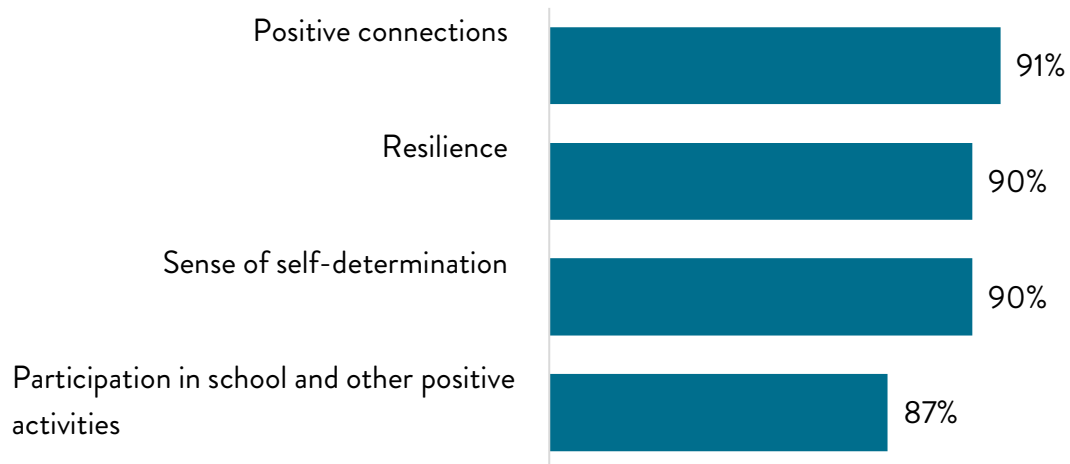 Positive connections
91%
Resilience
90%
Sense of self-determination
90%
Participation in school and other positive
activities
87%